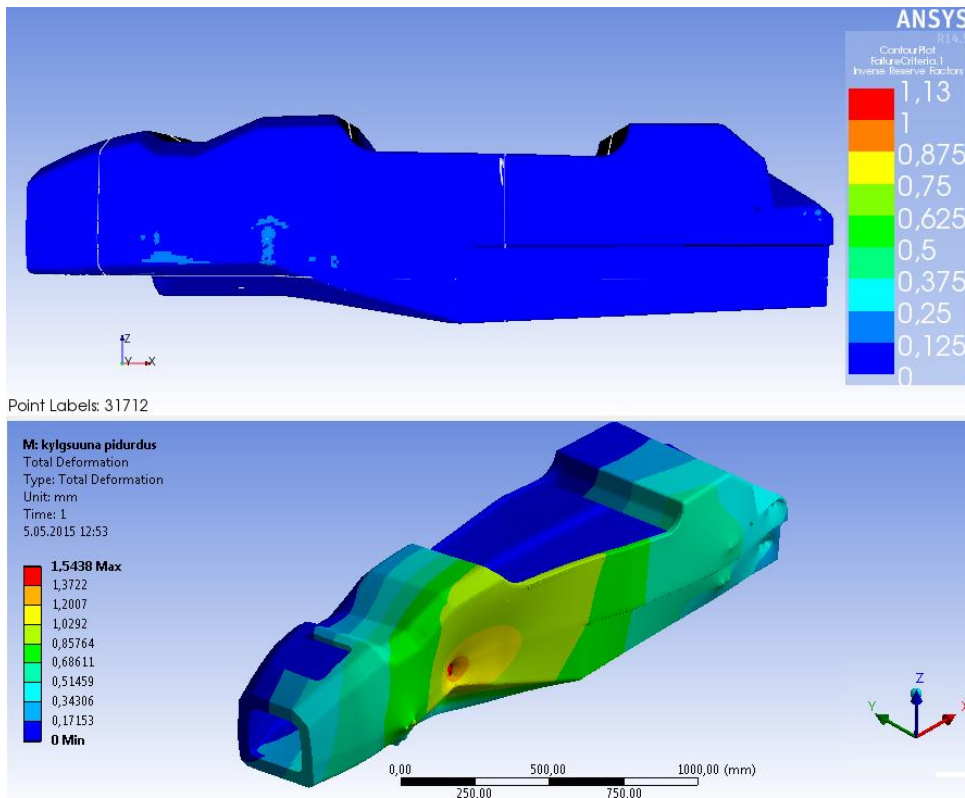 ANSYS
R14.5
ContourPlot
FailureCriteria.1
Inverse Reserve Factors
1,13
1
0,875
0,75
0,625
0,5
0,375
0,25
0,125
0
Z
Y X
Point Labels: 31712
M: kylgsuuna pidurdus
Total Deformation
Type: Total Deformation
Unit: mm
Time: 1
5.05.2015 12:53
1,5438 Max
1,3722
1,2007
1,0292
0,85764
0,68611
0,51459
0,34306
0,17153
0 Min
Z
Y X
0,00 500,00 1000,00 (mm)
250,00 750,00